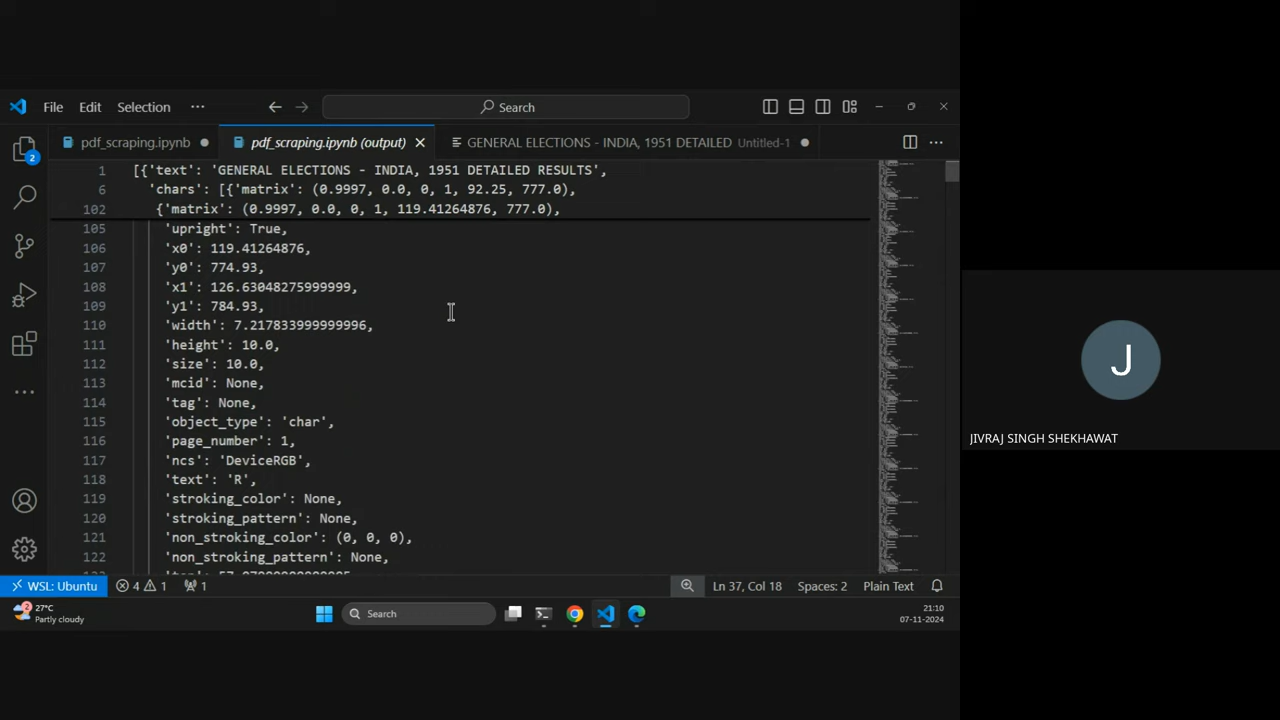 File Edit Selection ··· Search
pdf_scraping.ipynb pdf_scraping.ipynb (output) GENERAL ELECTIONS - INDIA, 1951 DETAILED Untitled-1
1 [{'text': 'GENERAL ELECTIONS - INDIA, 1951 DETAILED RESULTS',
6 'chars': [{'matrix': (0.9997, 0.0, 0, 1, 92.25, 777.0),
102 {'matrix': (0.9997, 0.0, 0, 1, 119.41264876, 777.0),
105 'upright': True,
106 'x0': 119.41264876,
107 'y0': 774.93,
108 'x1': 126.63048275999999,
109 'y1': 784.93,
110 'width': 7.217833999999996,
111 'height': 10.0,
112 'size': 10.0,
113 'mcid': None,
114 'tag': None,
115 'object_type': 'char',
116 'page_number': 1,
117 'ncs': 'DeviceRGB',
118 'text': 'R',
119 'stroking_color': None,
120 'stroking_pattern': None,
121 'non_stroking_color': (0, 0, 0),
122 'non_stroking_pattern': None,
2
J
JIVRAJ SINGH SHEKHAWAT
WSL: Ubuntu 4 1 1 Ln 37, Col 18 Spaces: 2 Plain Text
2 27°C
Partly cloudy
Search
21:10
07-11-2024